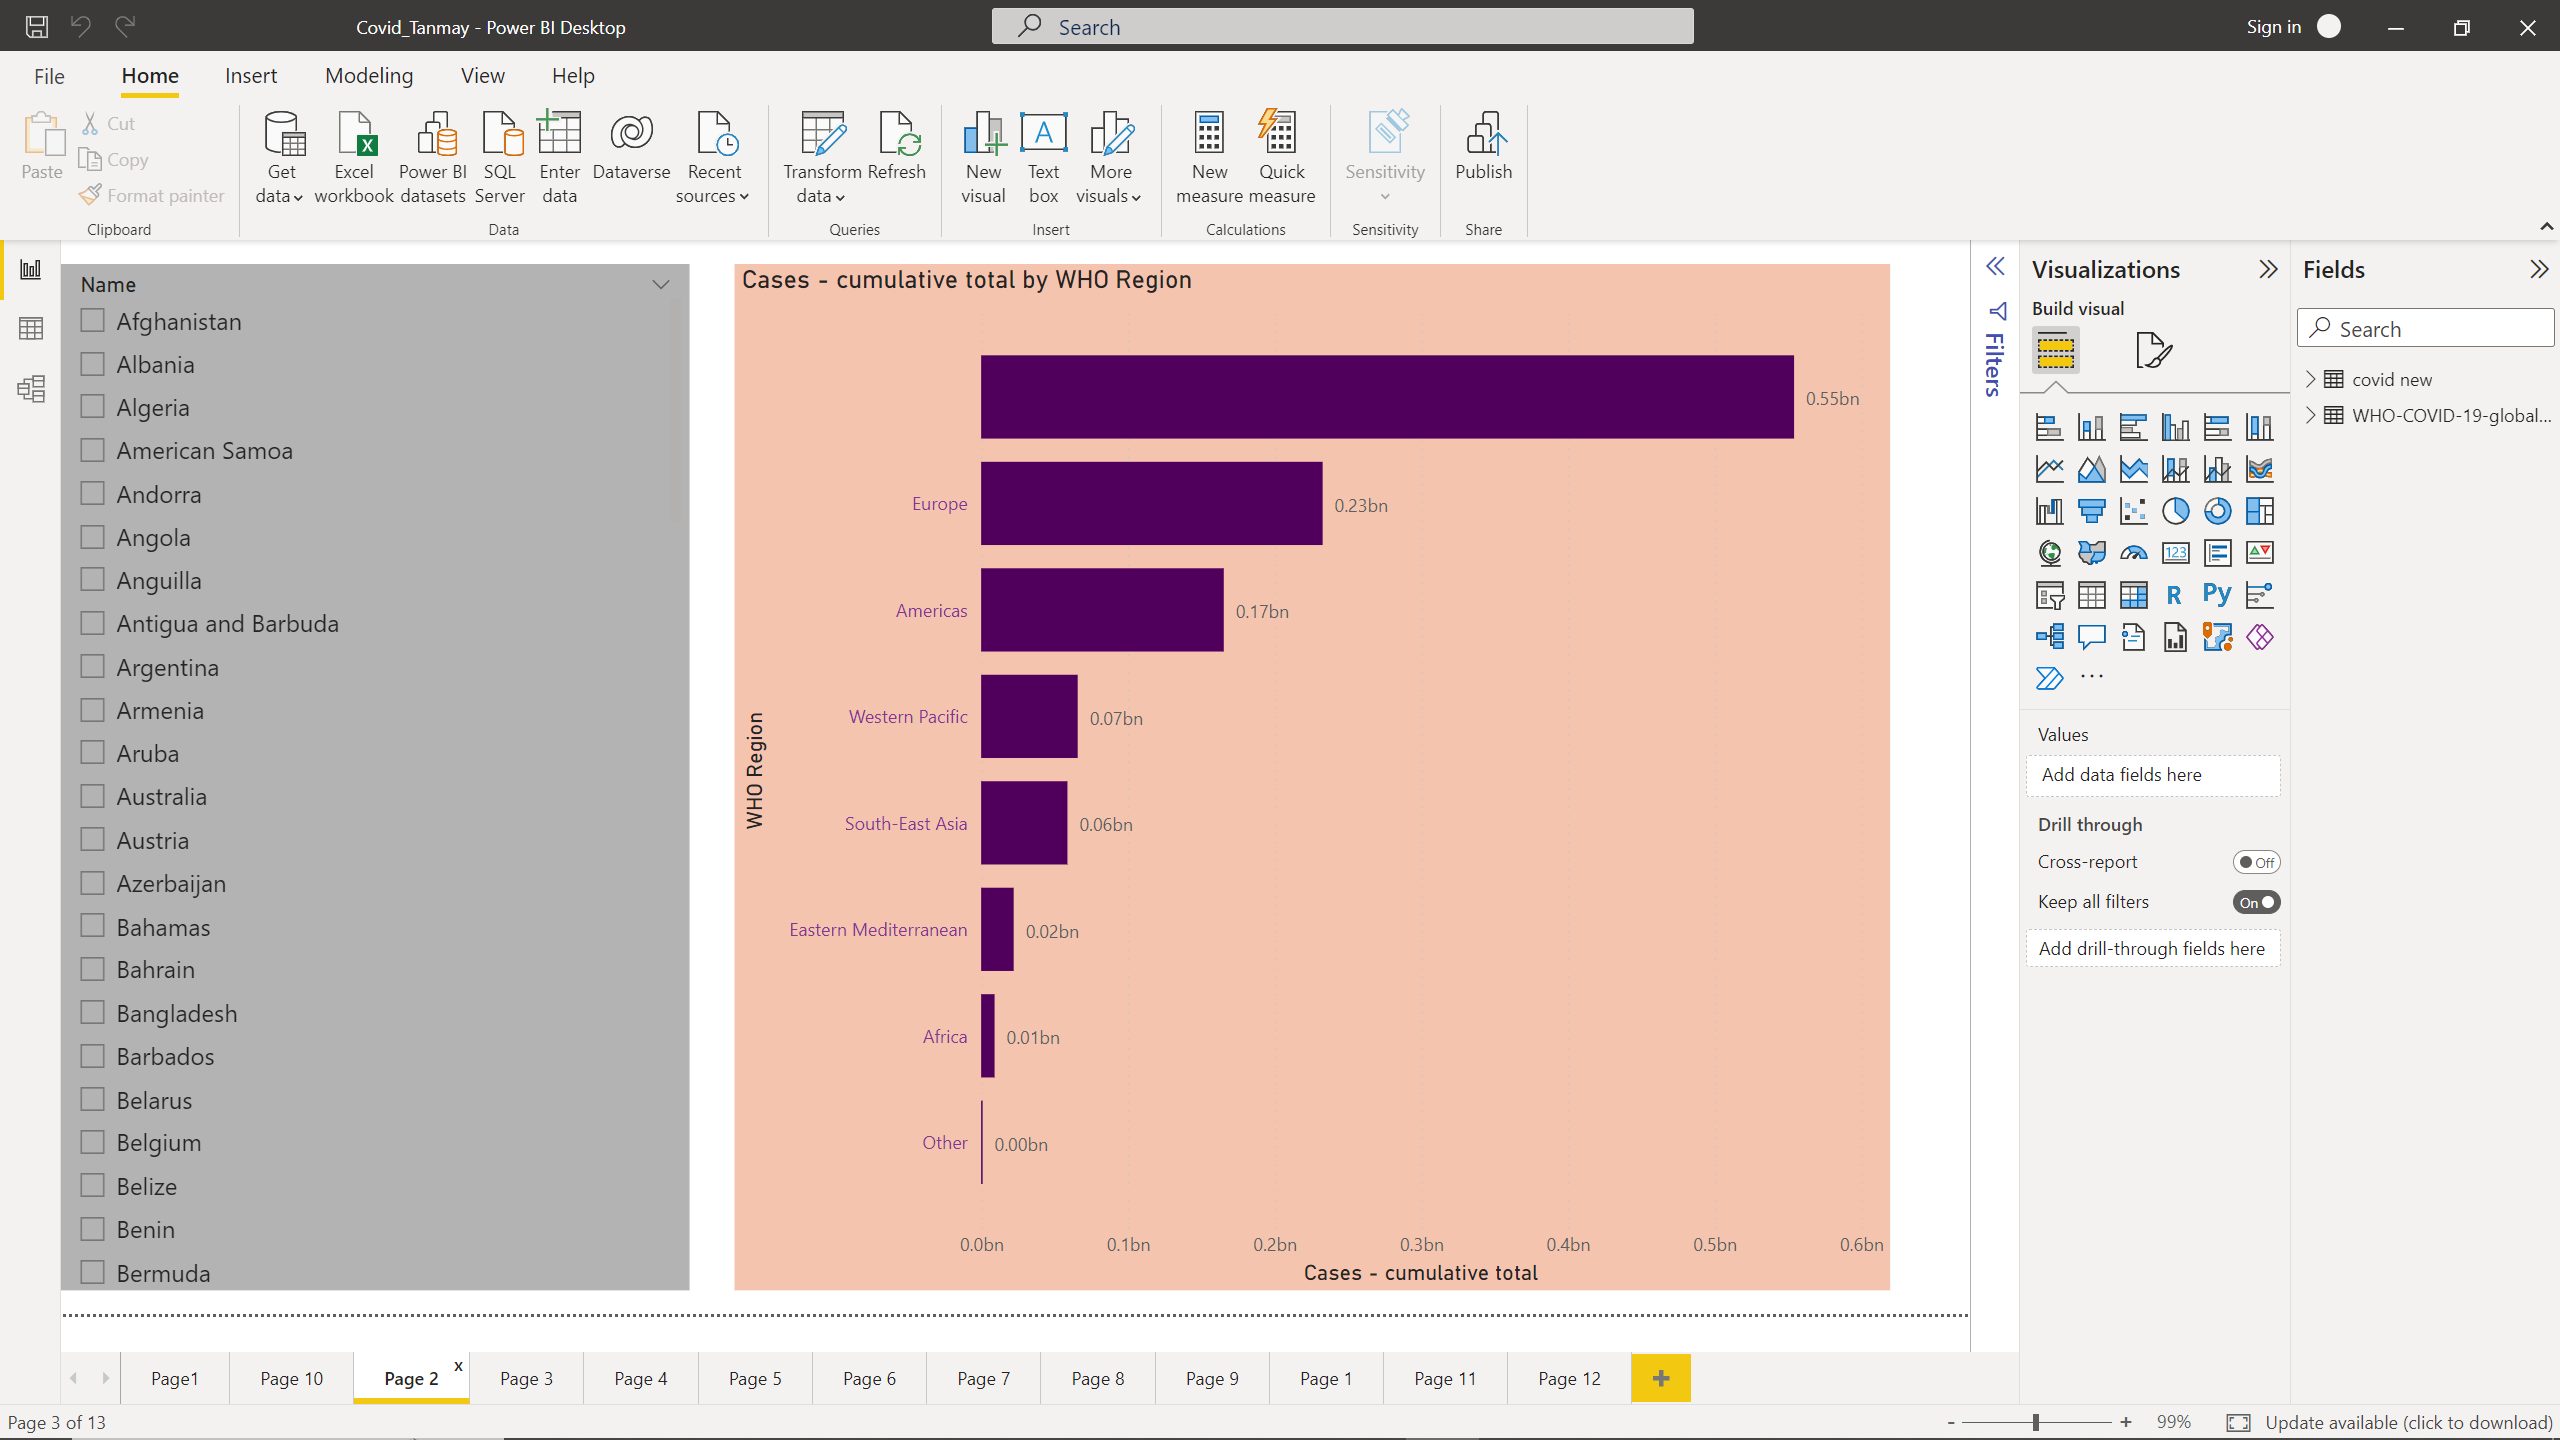 Covid_Tanmay - Power BI Desktop
Search
Sign in
File
Home
Insert
Modeling
View
Help
Paste
Cut
Copy
Format painter
Clipboard
Get data
Excel workbook
Power BI datasets
SQL Server
Enter data
Dataverse
Recent sources
Data
Transform data
Refresh
Queries
New visual
A
Text box
More visuals
Insert
New measure
Quick measure
Calculations
Sensitivity
Sensitivity
Publish
Share
Name
Afghanistan
Albania
Algeria
American Samoa
Andorra
Angola
Anguilla
Antigua and Barbuda
Argentina
Armenia
Aruba
Australia
Austria
Azerbaijan
Bahamas
Bahrain
Bangladesh
Barbados
Belarus
Belgium
Belize
Benin
Bermuda
Cases - cumulative total by WHO Region
WHO Region
0.55bn
Europe 0.23bn
Americas 0.17bn
Western Pacific 0.07bn
South-East Asia 0.06bn
Eastern Mediterranean 0.02bn
Africa 0.01bn
Other 0.00bn
0.0bn 0.1bn 0.2bn 0.3bn 0.4bn 0.5bn 0.6bn
Cases - cumulative total
Filters
Visualizations
Build visual
123
R
Py
Values
Add data fields here
Drill through
Cross-report Off
Keep all filters On
Add drill-through fields here
Fields
Search
covid new
WHO-COVID-19-global...
Page1
Page 10
Page 2 x
Page 3
Page 4
Page 5
Page 6
Page 7
Page 8
Page 9
Page 1
Page 11
Page 12
+
Page 3 of 13
- + 99%
Update available (click to download)